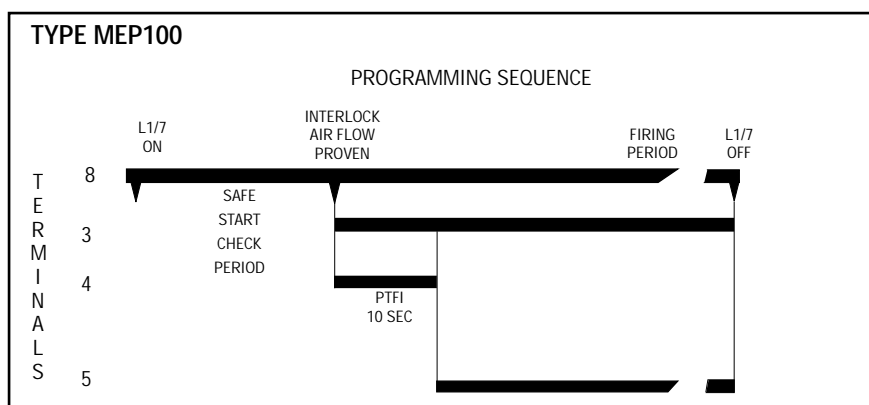 TYPE MEP100
PROGRAMMING SEQUENCE
L1/7
ON
INTERLOCK
AIR FLOW
PROVEN
FIRING
PERIOD
L1/7
OFF
TERMINALS
8
SAFE
START
CHECK
PERIOD
3
4
PTFI
10 SEC
5